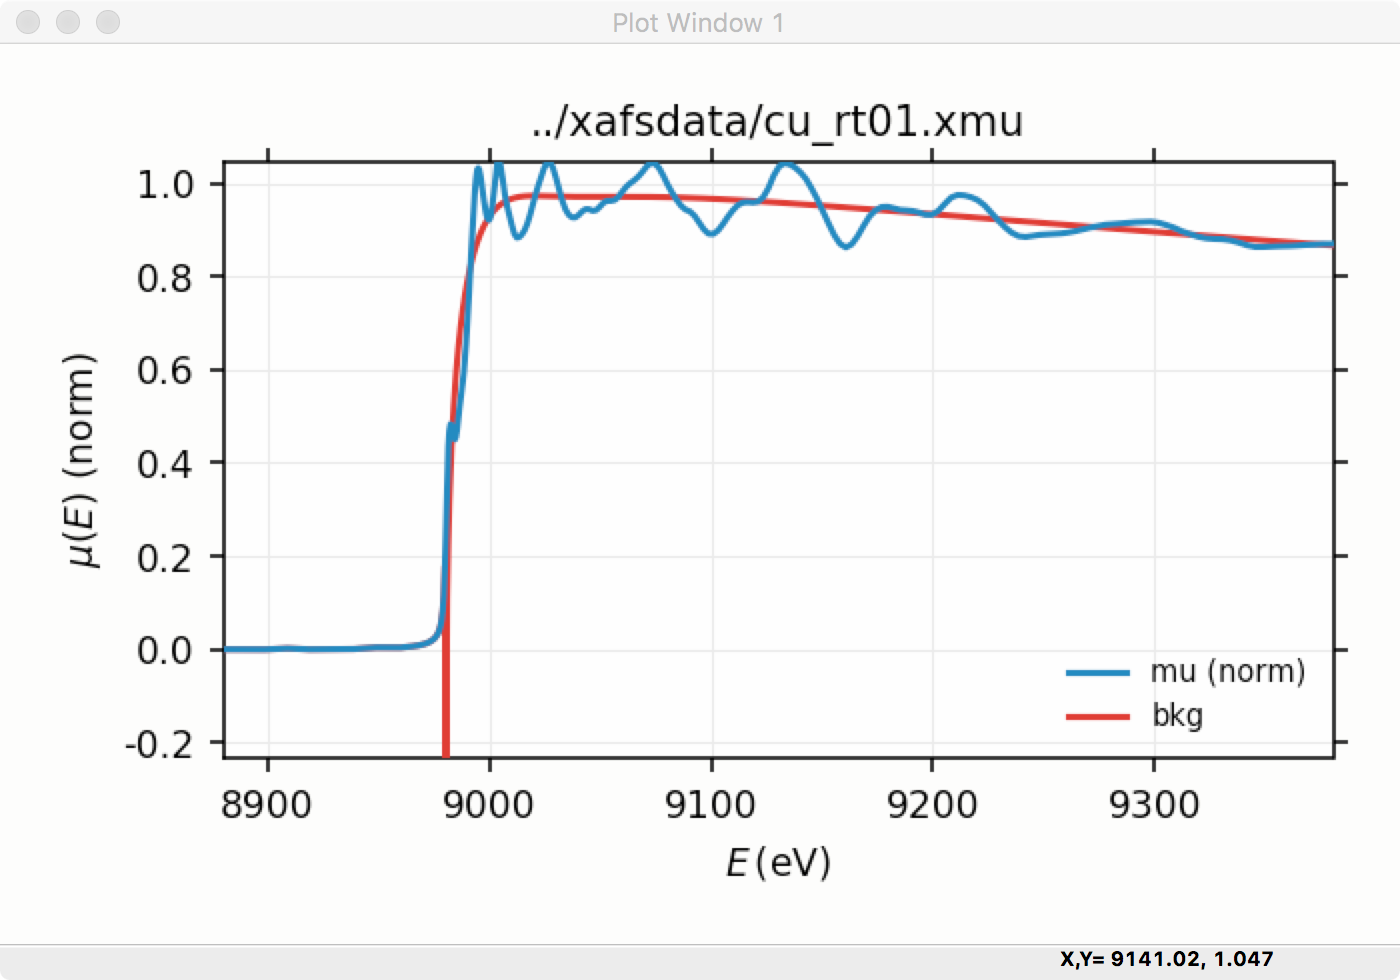 Plot Window 1
../xafsdata/cu_rt01.xmu
1.0
0.8
0.6
0.4
0.2
0.0
-0.2
μ(E) (norm)
mu (norm)
bkg
8900 9000 9100 9200 9300
E (eV)
X,Y= 9141.02, 1.047